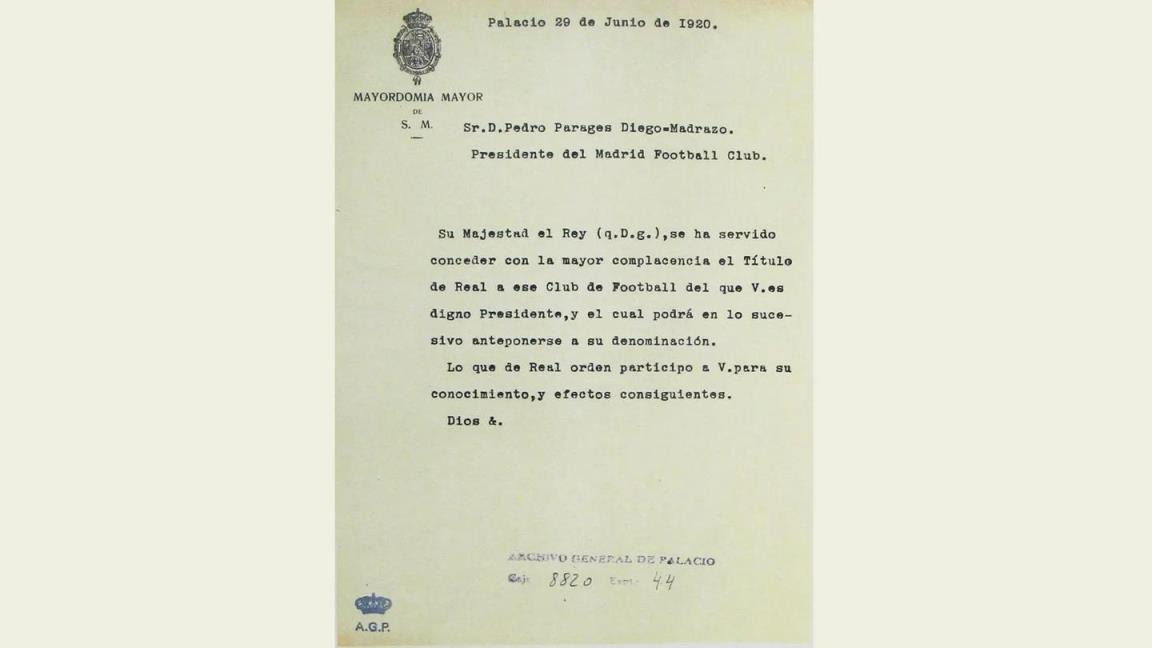 Palacio 29 de Junio de 1920.
MAYORDOMIA MAYOR
DE
S. M.
Sr.D.Pedro Parages Diego=Madrazo.
Presidente del Madrid Football Club.
Su Majestad el Rey (q.D.g.),se ha servido
conceder con la mayor complacencia el Título
de Real a ese Club de Football del que V.es
digno Presidente,y el cual podrá en lo suce-
sivo anteponerse a su denominación.
Lo que de Real orden participo a V.para su
conocimiento,y efectos consiguientes.
Dios &.
ARCHIVO GENERAL DE PALACIO
8820 44
A.G.P.